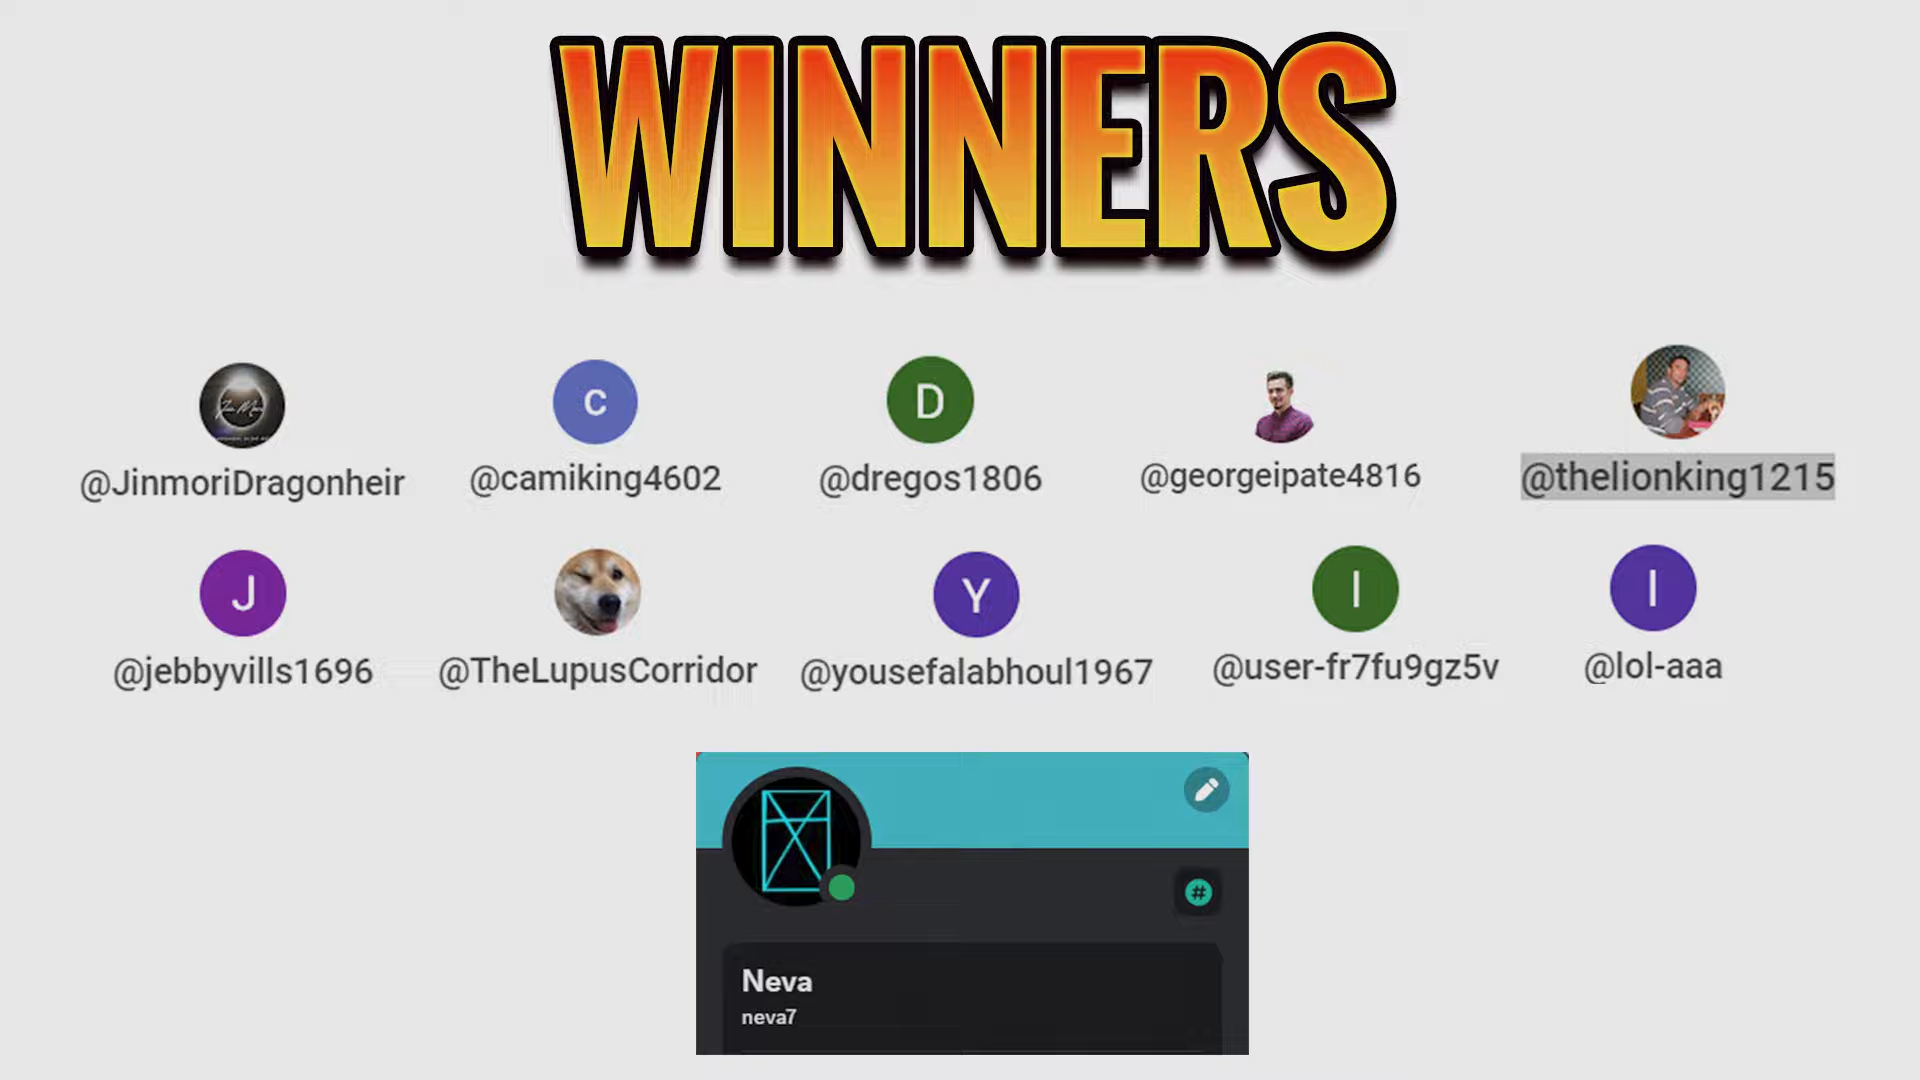 WINNERS
@JinmoriDragonheir @camiking4602 @dregos1806 @georgeipate4816 @thelionking1215
C D
J Y I I
@jebbyvills1696 @TheLupusCorridor @yousefalabhoul1967 @user-fr7fu9gz5v @lol-aaa
#
Neva
neva7